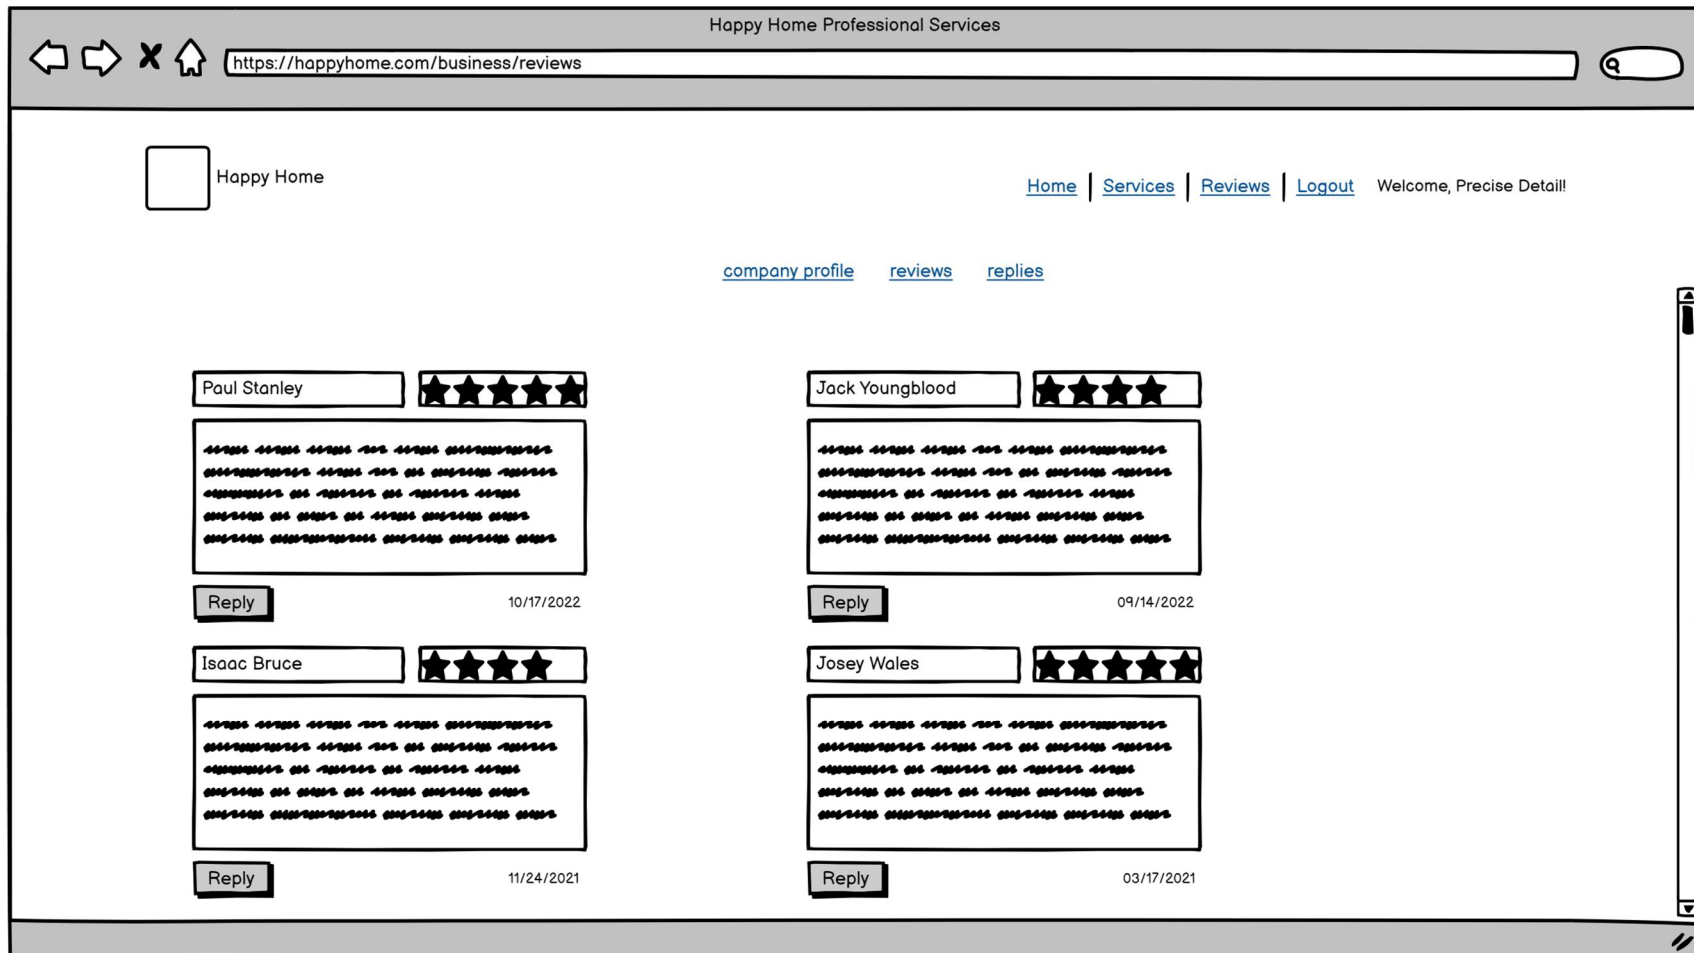 Happy Home Professional Services
https://happyhome.com/business/reviews
Happy Home
Home Services Reviews Logout Welcome, Precise Detail!
company profile reviews replies
Paul Stanley
Reply 10/17/2022
Jack Youngblood
Reply 09/14/2022
Isaac Bruce
Reply 11/24/2021
Josey Wales
Reply 03/17/2021